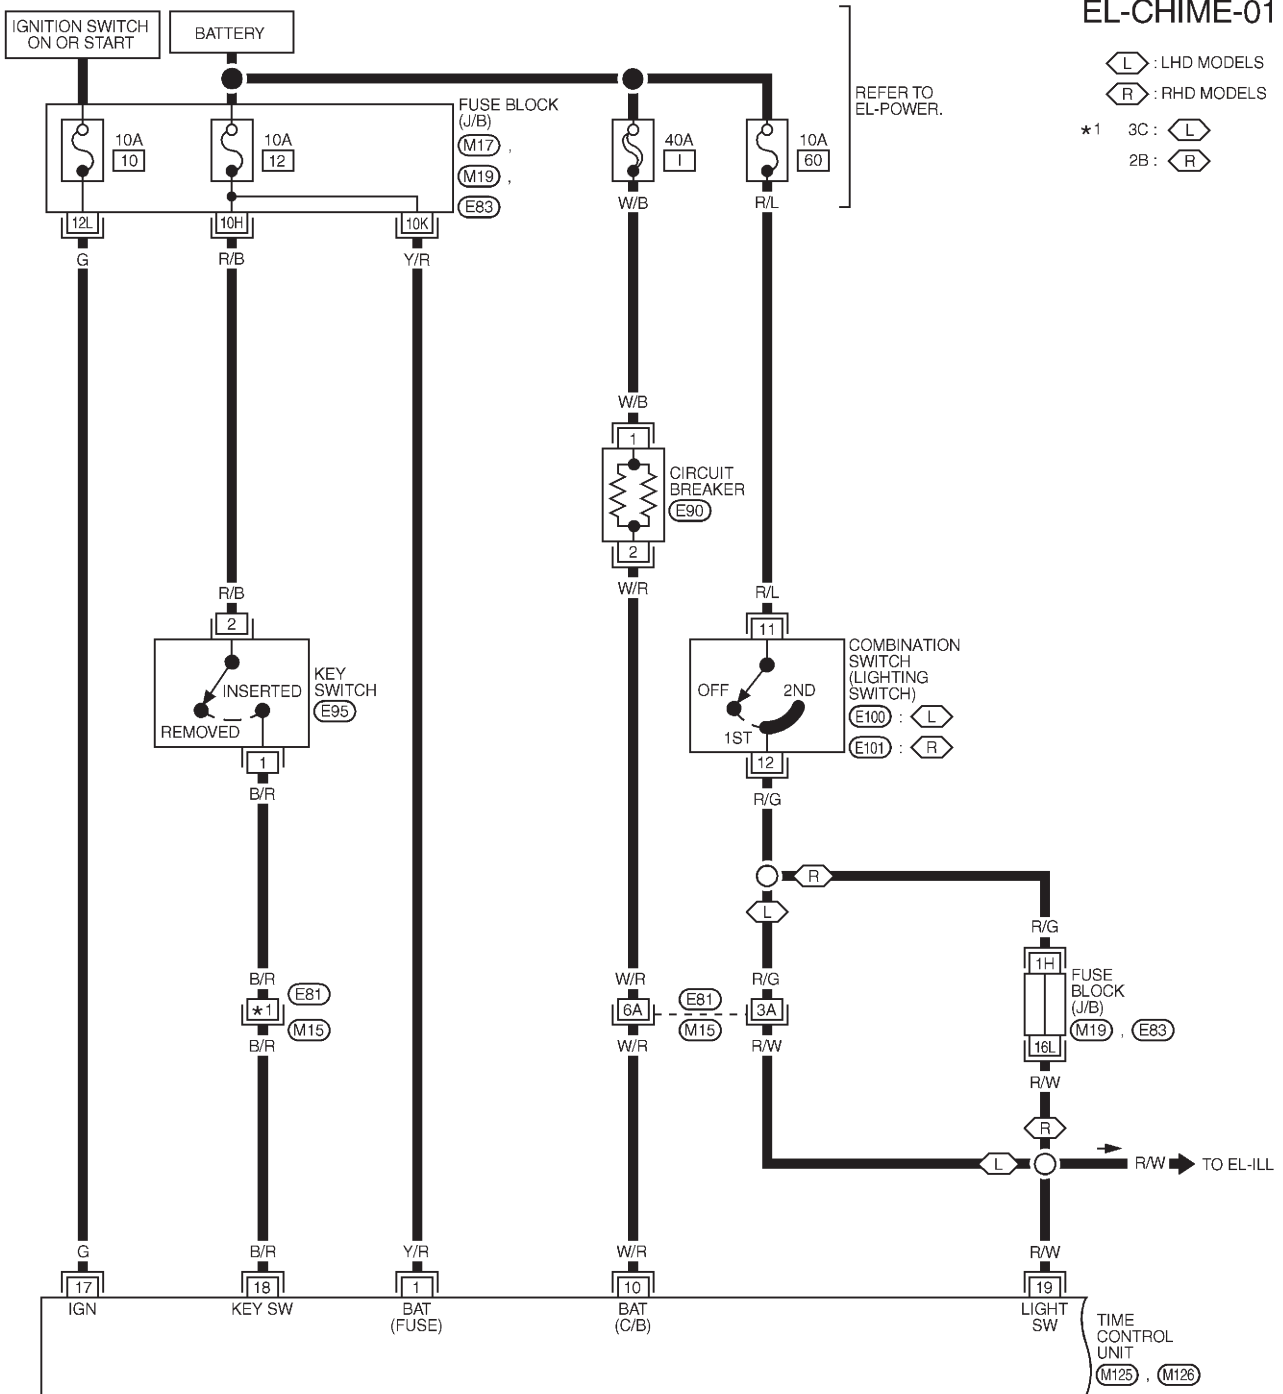 EL-CHIME-01
IGNITION SWITCH
ON OR START
BATTERY
L : LHD MODELS
R : RHD MODELS
*1 3C : L
2B : R
REFER TO
EL-POWER.
FUSE BLOCK
(J/B)
M17 ,
M19 ,
E83
10A
10
10A
12
40A
I
10A
60
12L
10H
10K
W/B
R/L
G
R/B
Y/R
W/B
1
CIRCUIT
BREAKER
E90
2
W/R
R/B
R/L
2
11
INSERTED
REMOVED
KEY
SWITCH
E95
1
B/R
OFF
2ND
1ST
COMBINATION
SWITCH
(LIGHTING
SWITCH)
E100 : L
E101 : R
12
R/G
R
L
R/G
B/R
E81
*1
M15
B/R
W/R
6A
W/R
E81
M15
R/G
3A
R/W
1H
FUSE
BLOCK
(J/B)
M19 , E83
16L
R/W
R
L
R/W
TO EL-ILL
G
B/R
Y/R
W/R
R/W
17
18
1
10
19
IGN
KEY SW
BAT
(FUSE)
BAT
(C/B)
LIGHT
SW
TIME
CONTROL
UNIT
M125 , M126